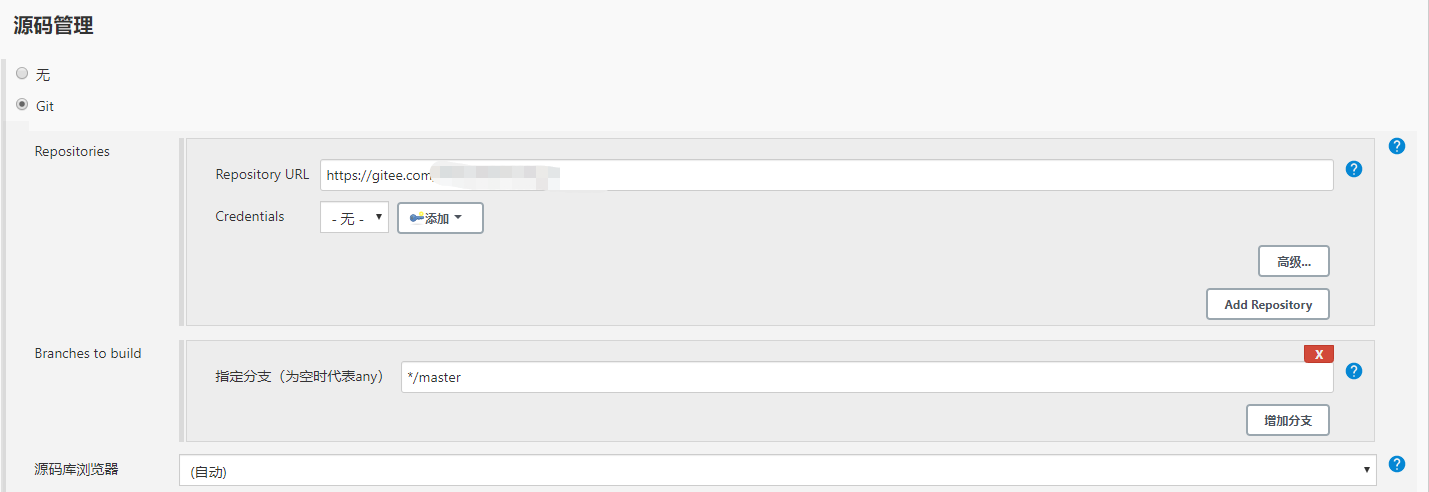 源码管理
无
Git
Repositories
Repository URL https://gitee.com
Credentials - 无 - 添加
高级...
Add Repository
Branches to build
X
指定分支（为空时代表any） */master
增加分支
源码库浏览器 (自动)